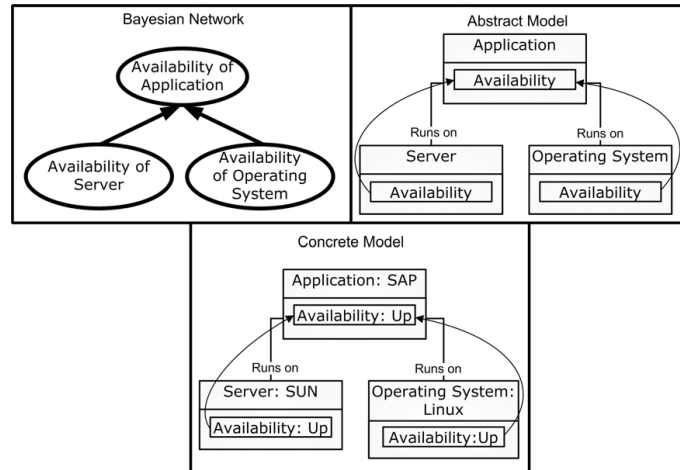 Bayesian Network
Availability of
Application
Availability of
Server
Availability
of Operating
System
Abstract Model
Application
Availability
Runs on
Runs on
Server
Availability
Operating System
Availability
Concrete Model
Application: SAP
Availability: Up
Runs on
Runs on
Server: SUN
Availability: Up
Operating System:
Linux
Availability:Up